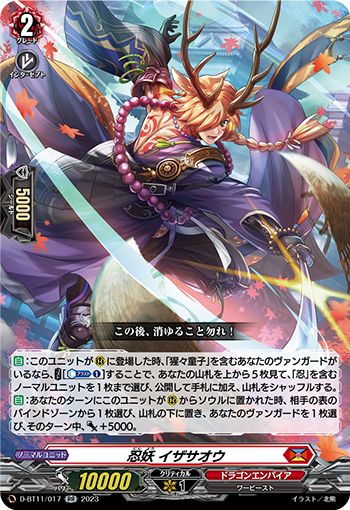 2
グレード
インターセプト
5000
シールド
この後、消ゆること勿れ！
自：このユニットがⓇに登場した時、「猩々童子」を含むあなたのヴァンガードが
いるなら、【コスト】[カウンターブラスト1]することで、あなたの山札を上から5枚見て、「忍」を含む
ノーマルユニットを1枚まで選び、公開して手札に加え、山札をシャッフルする。
自：あなたのターンにこのユニットがⓇからソウルに置かれた時、相手の表の
バインドゾーンから1枚選び、山札の下に置き、あなたのヴァンガードを1枚選
び、そのターン中、+5000。
ノーマルユニット
忍妖 イザサオウ
パワー
10000
クリティカル
1
ドラゴンエンパイア
ワービースト
D-BT11/017 RR 2023
イラスト／北熊